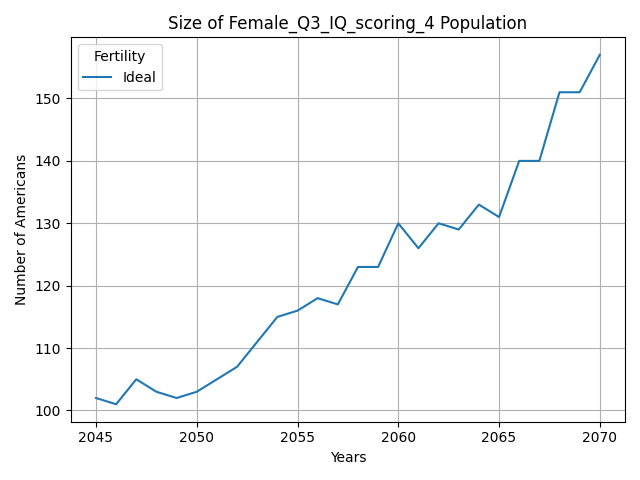 Size of Female_Q3_IQ_scoring_4 Population
Fertility
Ideal
Number of Americans
150
140
130
120
110
100
2045
2050
2055
2060
2065
2070
Years